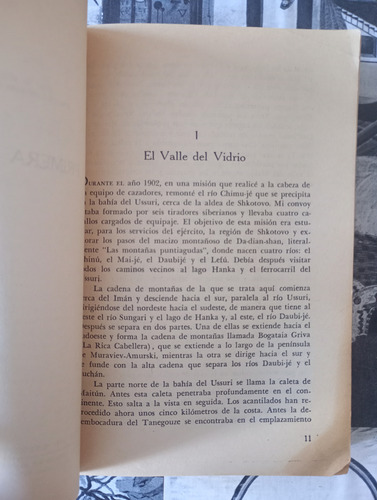 1
El Valle del Vidrio
DURANTE EL año 1902, en una misión que realicé a la cabeza de
equipo de cazadores, remonté el río Chimu-jé que se precipita
la bahía del Ussuri, cerca de la aldea de Shkotovo. Mi convoy
taba formado por seis tiradores siberianos y llevaba cuatro ca-
llos cargados de equipaje. El objetivo de esta misión era estu-
ar, para los servicios del ejército, la región de Shkotovo y ex-
orar los pasos del macizo montañoso de Da-dian-shan, literal-
ente "Las montañas puntiagudas", donde nacen cuatro ríos: el
himú, el Mai-jé, el Daubijé y el Lefú. Debía después visitar
dos los caminos vecinos al lago Hanka y el ferrocarril del
ssuri.
La cadena de montañas de la que se trata aquí comienza
erca del Imán y desciende hacia el sur, paralela al río Ussuri,
dirigiéndose del nordeste hacia el sudeste, de manera que tiene al
este el río Sungari y el lago de Hanka y, al este, el río Daubi-jé.
espués se separa en dos partes. Una de ellas se extiende hacia el
udoeste y forma la cadena de montañas llamada Bogataia Griva
(La Rica Cabellera), que se extiende a lo largo de la península
e Muraviev-Amurski, mientras la otra se dirige hacia el sur y
e funde con la alta cadena que separa los ríos Daubi-jé y el
uchán.
La parte norte de la bahía del Ussuri se llama la caleta de
Maitún. Antes esta caleta penetraba profundamente en el con-
inente. Esto salta a la vista en seguida. Los acantilados han re-
rocedido ahora unos cinco kilómetros de la costa. Antes la de-
embocadura del Tanegouze se encontraba en el emplazamiento
11